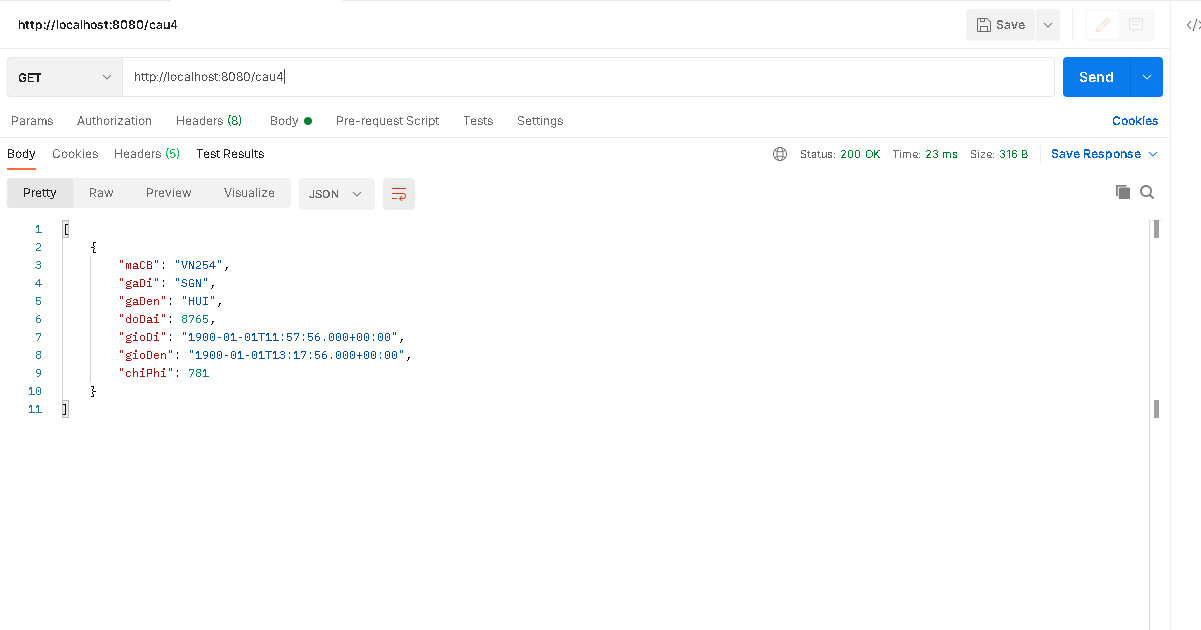 http://localhost:8080/cau4
Save
GET
http://localhost:8080/cau4
Send
Params Authorization Headers (8) Body Pre-request Script Tests Settings Cookies
Body Cookies Headers (5) Test Results Status: 200 OK Time: 23 ms Size: 316 B Save Response
Pretty Raw Preview Visualize JSON
1 [
2 {
3 "maCB": "VN254",
4 "gaDi": "SGN",
5 "gaDen": "HUI",
6 "doDai": 8765,
7 "gioDi": "1900-01-01T11:57:56.000+00:00",
8 "gioDen": "1900-01-01T13:17:56.000+00:00",
9 "chiPhi": 781
10 }
11 ]